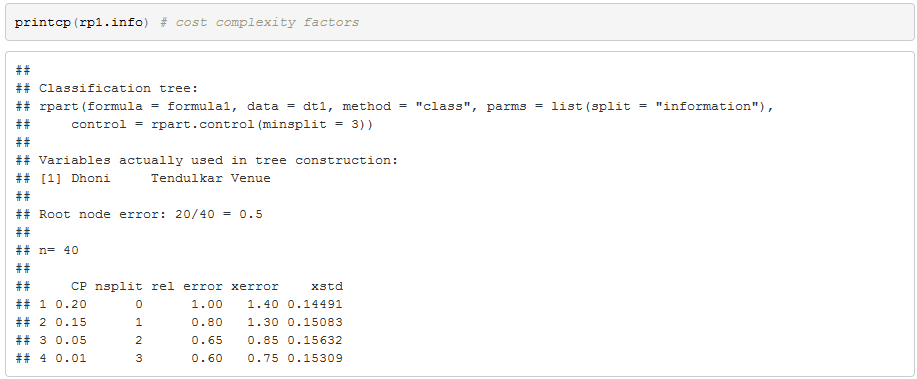 printcp(rp1.info) # cost complexity factors
##
## Classification tree:
## rpart(formula = formula1, data = dt1, method = "class", parms = list(split = "information"),
##     control = rpart.control(minsplit = 3))
##
## Variables actually used in tree construction:
## [1] Dhoni     Tendulkar Venue
##
## Root node error: 20/40 = 0.5
##
## n= 40
##
##     CP nsplit rel error xerror    xstd
## 1 0.20      0      1.00   1.40 0.14491
## 2 0.15      1      0.80   1.30 0.15083
## 3 0.05      2      0.65   0.85 0.15632
## 4 0.01      3      0.60   0.75 0.15309